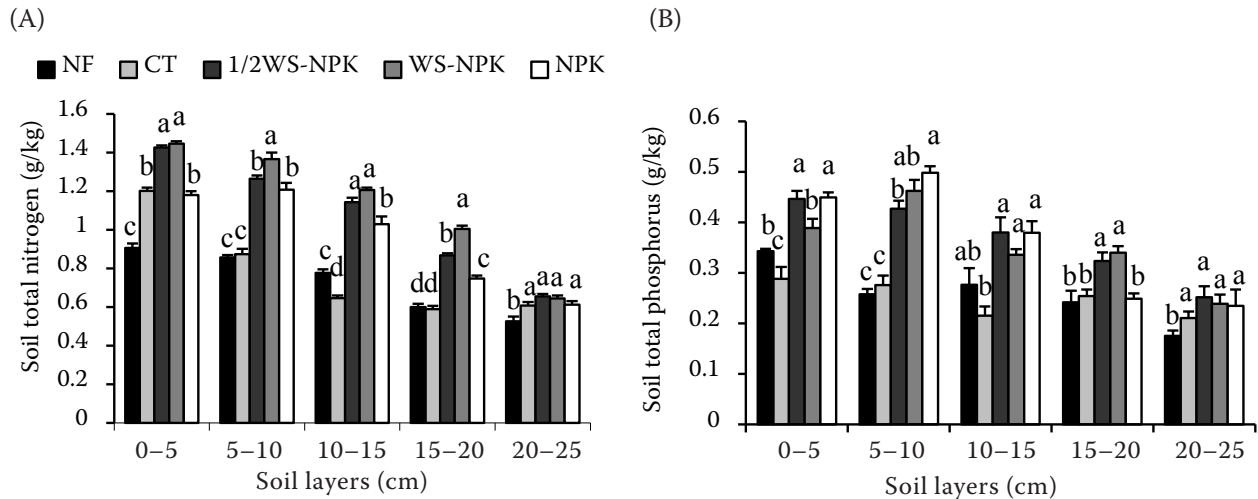 (A)
NF CT 1/2WS-NPK WS-NPK NPK
Soil total nitrogen (g/kg)
1.6
1.4
1.2
1
0.8
0.6
0.4
0.2
0
c b a a b
c c b a b
c d a a b
d d b a c
b a a a a
0–5 5–10 10–15 15–20 20–25
Soil layers (cm)
(B)
Soil total phosphorus (g/kg)
0.6
0.5
0.4
0.3
0.2
0.1
0
b c a b a
c c b ab a
ab b a a a
b b a a b
b a a a a
0–5 5–10 10–15 15–20 20–25
Soil layers (cm)